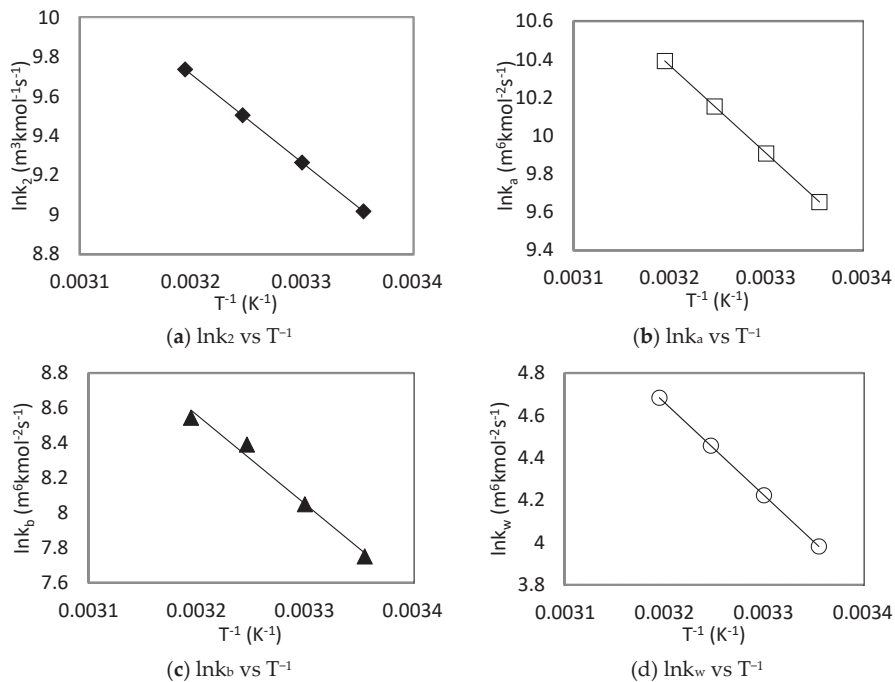 10
9.8
9.6
9.4
9.2
9
8.8
lnk₂ (m³kmol⁻¹s⁻¹)
0.0031 0.0032 0.0033 0.0034
T⁻¹ (K⁻¹)
(a) lnk₂ vs T⁻¹
10.6
10.4
10.2
10
9.8
9.6
9.4
lnkₐ (m⁶kmol⁻²s⁻¹)
0.0031 0.0032 0.0033 0.0034
T⁻¹ (K⁻¹)
(b) lnkₐ vs T⁻¹
8.8
8.6
8.4
8.2
8
7.8
7.6
lnk_b (m⁶kmol⁻²s⁻¹)
0.0031 0.0032 0.0033 0.0034
T⁻¹ (K⁻¹)
(c) lnk_b vs T⁻¹
4.8
4.6
4.4
4.2
4
3.8
lnk_w (m⁶kmol⁻²s⁻¹)
0.0031 0.0032 0.0033 0.0034
T⁻¹ (K⁻¹)
(d) lnk_w vs T⁻¹